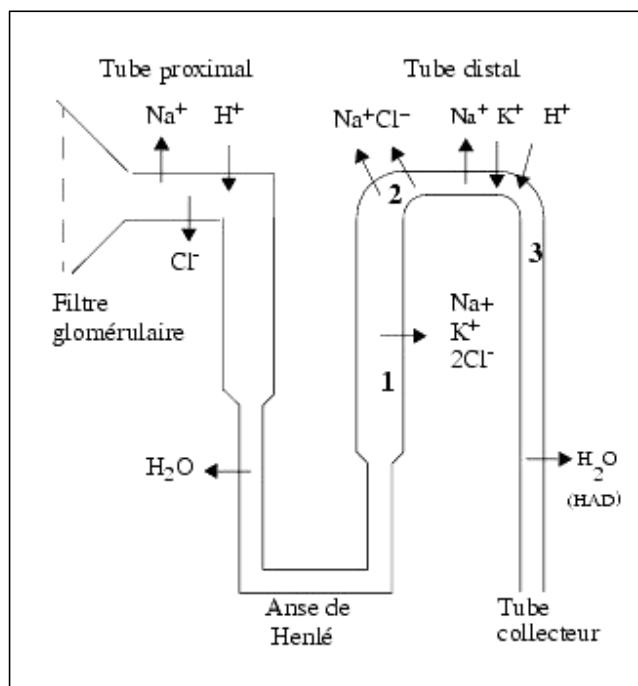 Tube proximal
Tube distal
Na⁺
H⁺
Na⁺Cl⁻
Na⁺ K⁺
H⁺
2
3
Cl⁻
Filtre
glomérulaire
Na+
K⁺
2Cl⁻
1
H₂O
H₂O
(HAD)
Anse de
Henlé
Tube
collecteur